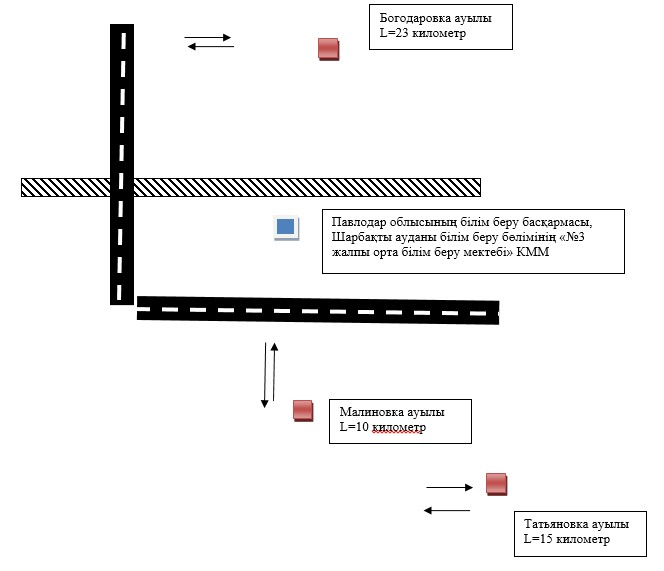 Богодаровка ауылы
L=23 километр
Павлодар облысының білім беру басқармасы,
Шарбақты ауданы білім беру бөлімінің «№3
жалпы орта білім беру мектебі» КММ
Малиновка ауылы
L=10 километр
Татьяновка ауылы
L=15 километр